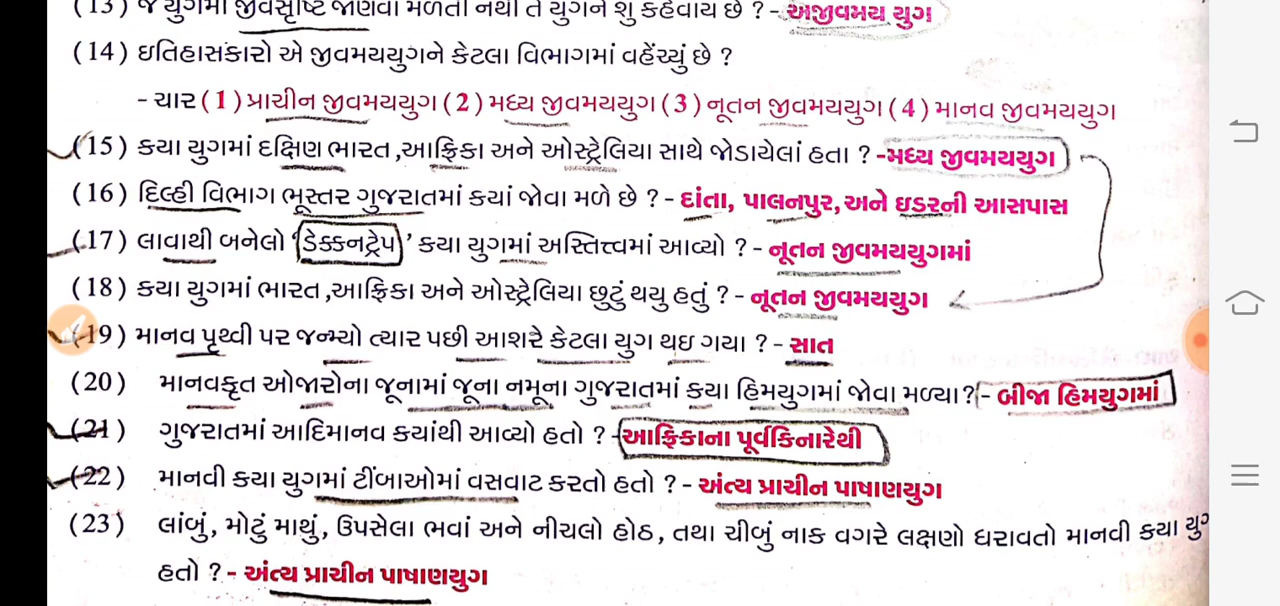 (13) જે યુગમાં જીવસૃષ્ટિ જાણવા મળતી નથી તે યુગને શું કહેવાય છે ? - અજીવમય યુગ
(14) ઇતિહાસકારો એ જીવમયયુગને કેટલા વિભાગમાં વહેંચ્યું છે ?
- ચાર (1) પ્રાચીન જીવમયયુગ (2) મધ્ય જીવમયયુગ (3) નૂતન જીવમયયુગ (4) માનવ જીવમયયુગ
(15) કયા યુગમાં દક્ષિણ ભારત ,આફ્રિકા અને ઓસ્ટ્રેલિયા સાથે જોડાયેલાં હતા ? -મધ્ય જીવમયયુગ
(16) દિલ્હી વિભાગ ભૂસ્તર ગુજરાતમાં કયાં જોવા મળે છે ? - દાંતા, પાલનપુર, અને ઇડરની આસપાસ
(17) લાવાથી બનેલો 'ડેક્કનટ્રેપ' કયા યુગમાં અસ્તિત્ત્વમાં આવ્યો ? - નૂતન જીવમયયુગમાં
(18) કયા યુગમાં ભારત ,આફ્રિકા અને ઓસ્ટ્રેલિયા છુટું થયુ હતું ? - નૂતન જીવમયયુગ
(19) માનવ પૃથ્વી પર જન્મ્યો ત્યાર પછી આશરે કેટલા યુગ થઇ ગયા ? - સાત
(20) માનવકૃત ઓજારોના જૂનામાં જૂના નમૂના ગુજરાતમાં કયા હિમયુગમાં જોવા મળ્યા? - બીજા હિમયુગમાં
(21) ગુજરાતમાં આદિમાનવ કયાંથી આવ્યો હતો ? - આફ્રિકાના પૂર્વકિનારેથી
(22) માનવી કયા યુગમાં ટીંબાઓમાં વસવાટ કરતો હતો ? - અંત્ય પ્રાચીન પાષાણયુગ
(23) લાંબું, મોટું માથું, ઉપસેલા ભવાં અને નીચલો હોઠ, તથા ચીબું નાક વગરે લક્ષણો ધરાવતો માનવી કયા યુગ
હતો ? - અંત્ય પ્રાચીન પાષાણયુગ